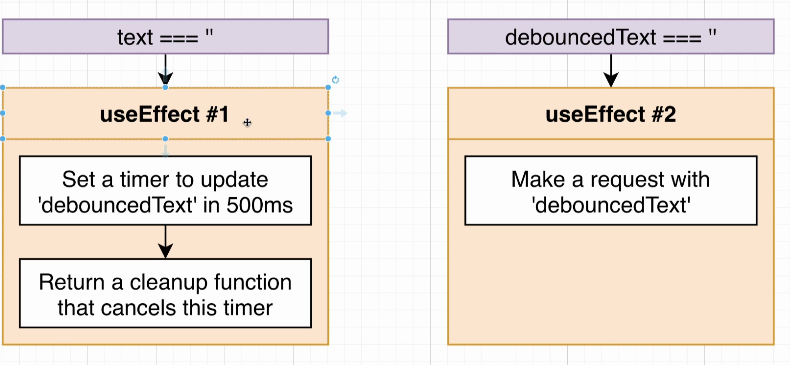 text === ''
useEffect #1
Set a timer to update
'debouncedText' in 500ms
Return a cleanup function
that cancels this timer
debouncedText === ''
useEffect #2
Make a request with
'debouncedText'